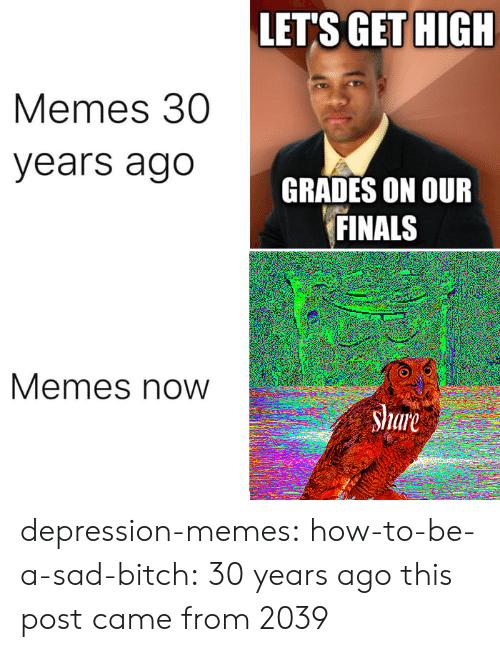 Memes 30
years ago
LET'S GET HIGH
GRADES ON OUR
FINALS
Memes now
share
depression-memes: how-to-be-
a-sad-bitch: 30 years ago this
post came from 2039